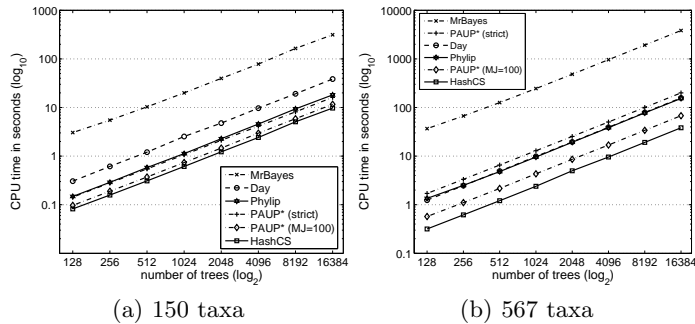 1000
100
10
1
0.1
CPU time in seconds (log10)
128 256 512 1024 2048 4096 8192 16384
number of trees (log2)
MrBayes
Day
Phylip
PAUP* (strict)
PAUP* (MJ=100)
HashCS
(a) 150 taxa
10000
1000
100
10
1
0.1
CPU time in seconds (log10)
128 256 512 1024 2048 4096 8192 16384
number of trees (log2)
MrBayes
PAUP* (strict)
Day
Phylip
PAUP* (MJ=100)
HashCS
(b) 567 taxa